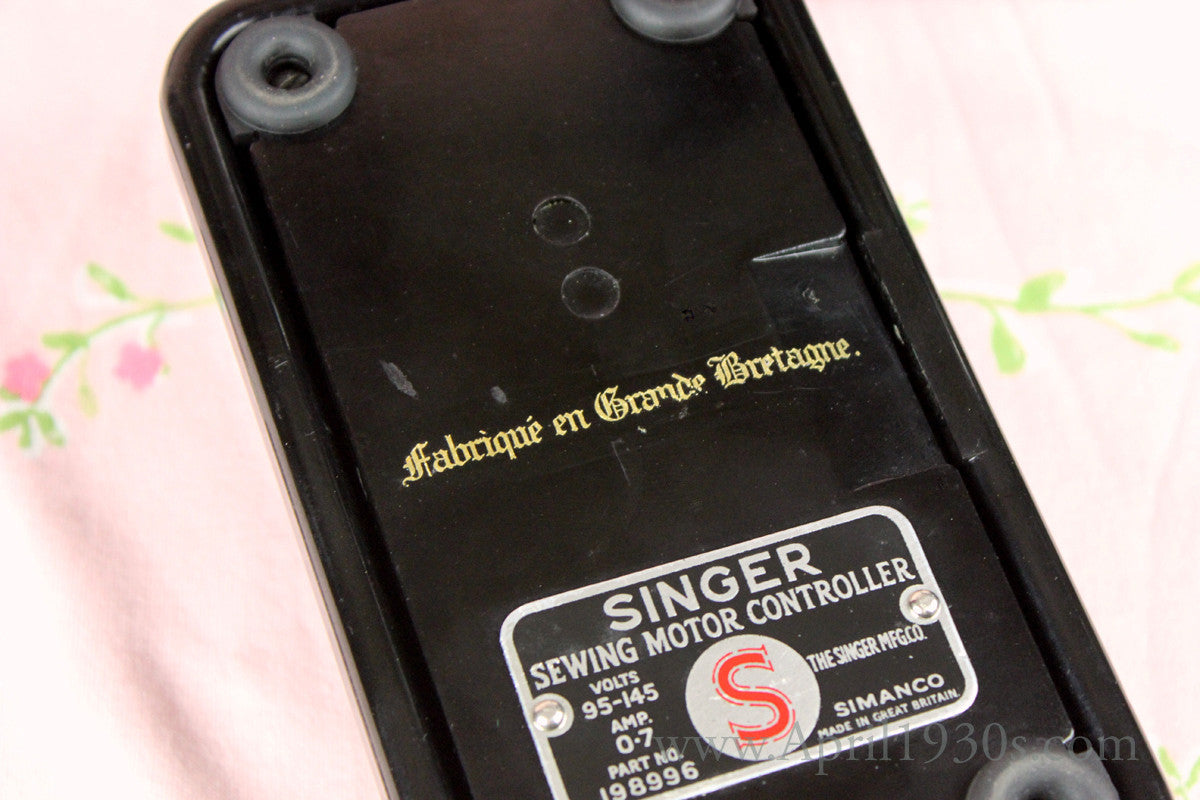 Fabriqué en Grande Bretagne.
SINGER
SEWING MOTOR CONTROLLER
VOLTS
95-145
AMP.
0·7
PART NO.
198996
S
THE SINGER MFG.CO.
SIMANCO
MADE IN GREAT BRITAIN.
www.April1930s.com